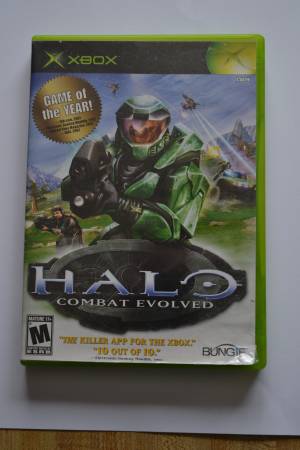 XBOX
GAME of
the YEAR!
HALO
COMBAT EVOLVED
MATURE 17+
M
ESRB
"THE KILLER APP FOR THE XBOX."
"10 OUT OF 10."
BUNGIE